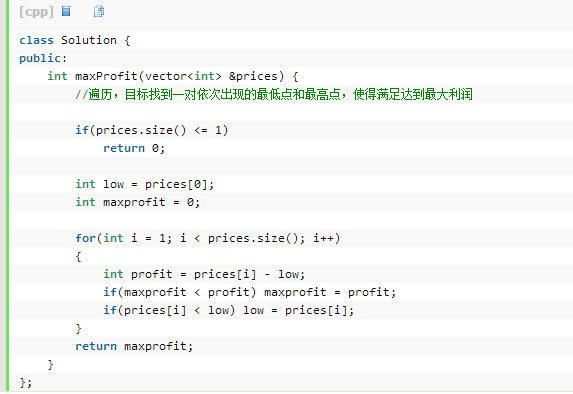 [cpp]
class Solution {
public:
    int maxProfit(vector<int> &prices) {
        //遍历，目标找到一对依次出现的最低点和最高点，使得满足达到最大利润

        if(prices.size() <= 1)
            return 0;

        int low = prices[0];
        int maxprofit = 0;

        for(int i = 1; i < prices.size(); i++)
        {
            int profit = prices[i] - low;
            if(maxprofit < profit) maxprofit = profit;
            if(prices[i] < low) low = prices[i];
        }
        return maxprofit;
    }
};